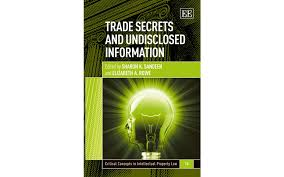 EE
TRADE SECRETS
AND UNDISCLOSED
INFORMATION
Edited by SHARON K. SANDEEN
and ELIZABETH A. ROWE
Critical Concepts in Intellectual Property Law